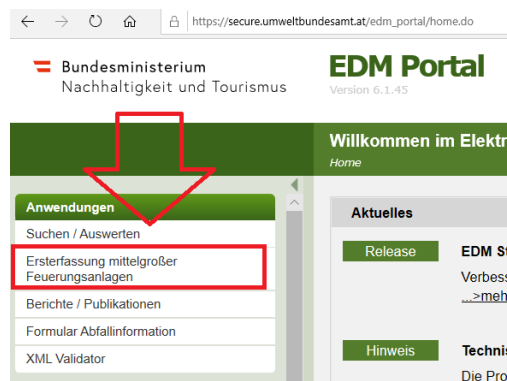 https://secure.umweltbundesamt.at/edm_portal/home.do
Bundesministerium
Nachhaltigkeit und Tourismus
EDM Portal
Version 6.1.45
Willkommen im Elektr
Home
Anwendungen
Suchen / Auswerten
Ersterfassung mittelgroßer
Feuerungsanlagen
Berichte / Publikationen
Formular Abfallinformation
XML Validator
Aktuelles
Release
EDM St
Verbess
...>meh
Hinweis
Technis
Die Pro